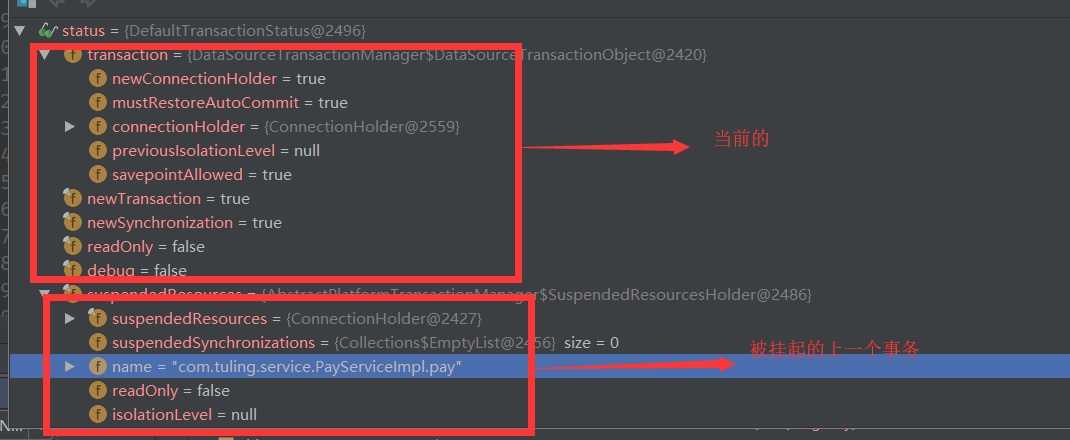 status = {DefaultTransactionStatus@2496}
transaction = {DataSourceTransactionManager$DataSourceTransactionObject@2420}
newConnectionHolder = true
mustRestoreAutoCommit = true
connectionHolder = {ConnectionHolder@2559}
当前的
previousIsolationLevel = null
savepointAllowed = true
newTransaction = true
newSynchronization = true
readOnly = false
debug = false
suspendedResources = {AbstractPlatformTransactionManager$SuspendedResourcesHolder@2486}
suspendedResources = {ConnectionHolder@2427}
suspendedSynchronizations = {Collections$EmptyList@2456} size = 0
被挂起的上一个事务
name = "com.tuling.service.PayServiceImpl.pay"
readOnly = false
isolationLevel = null